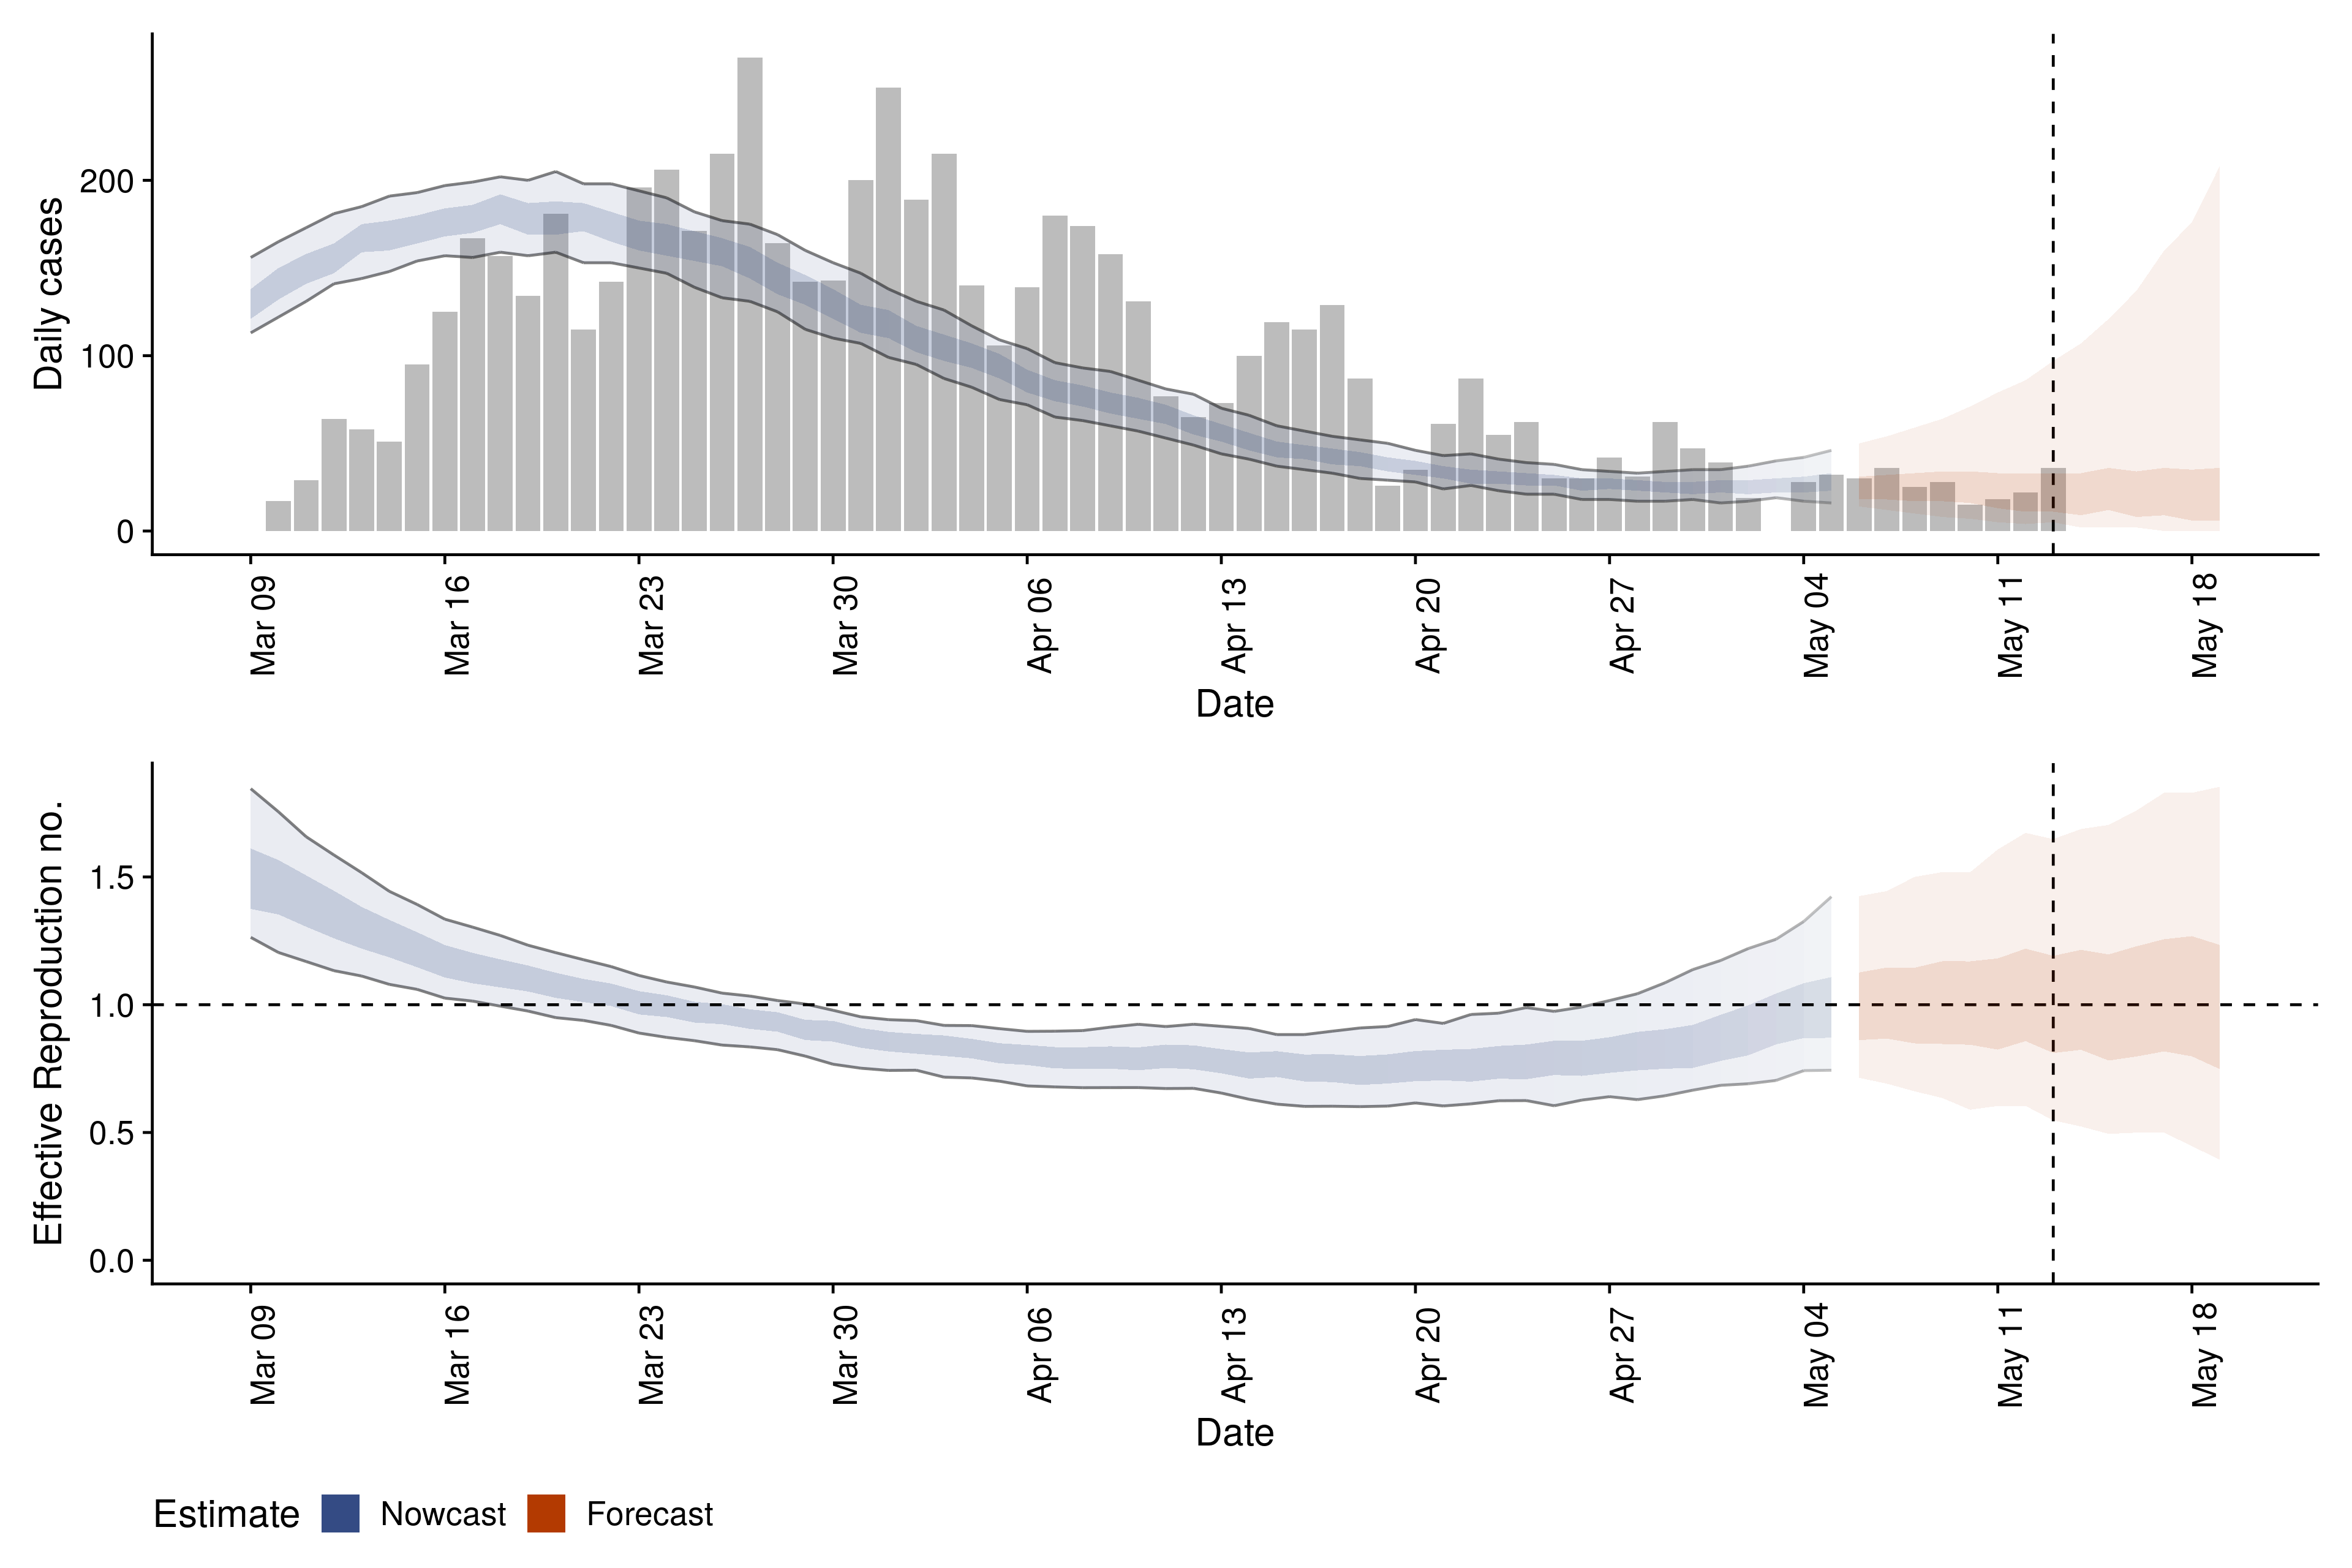 Daily cases
200
100
0
Mar 09
Mar 16
Mar 23
Mar 30
Apr 06
Apr 13
Apr 20
Apr 27
May 04
May 11
May 18
Date
Effective Reproduction no.
1.5
1.0
0.5
0.0
Mar 09
Mar 16
Mar 23
Mar 30
Apr 06
Apr 13
Apr 20
Apr 27
May 04
May 11
May 18
Date
Estimate Nowcast Forecast